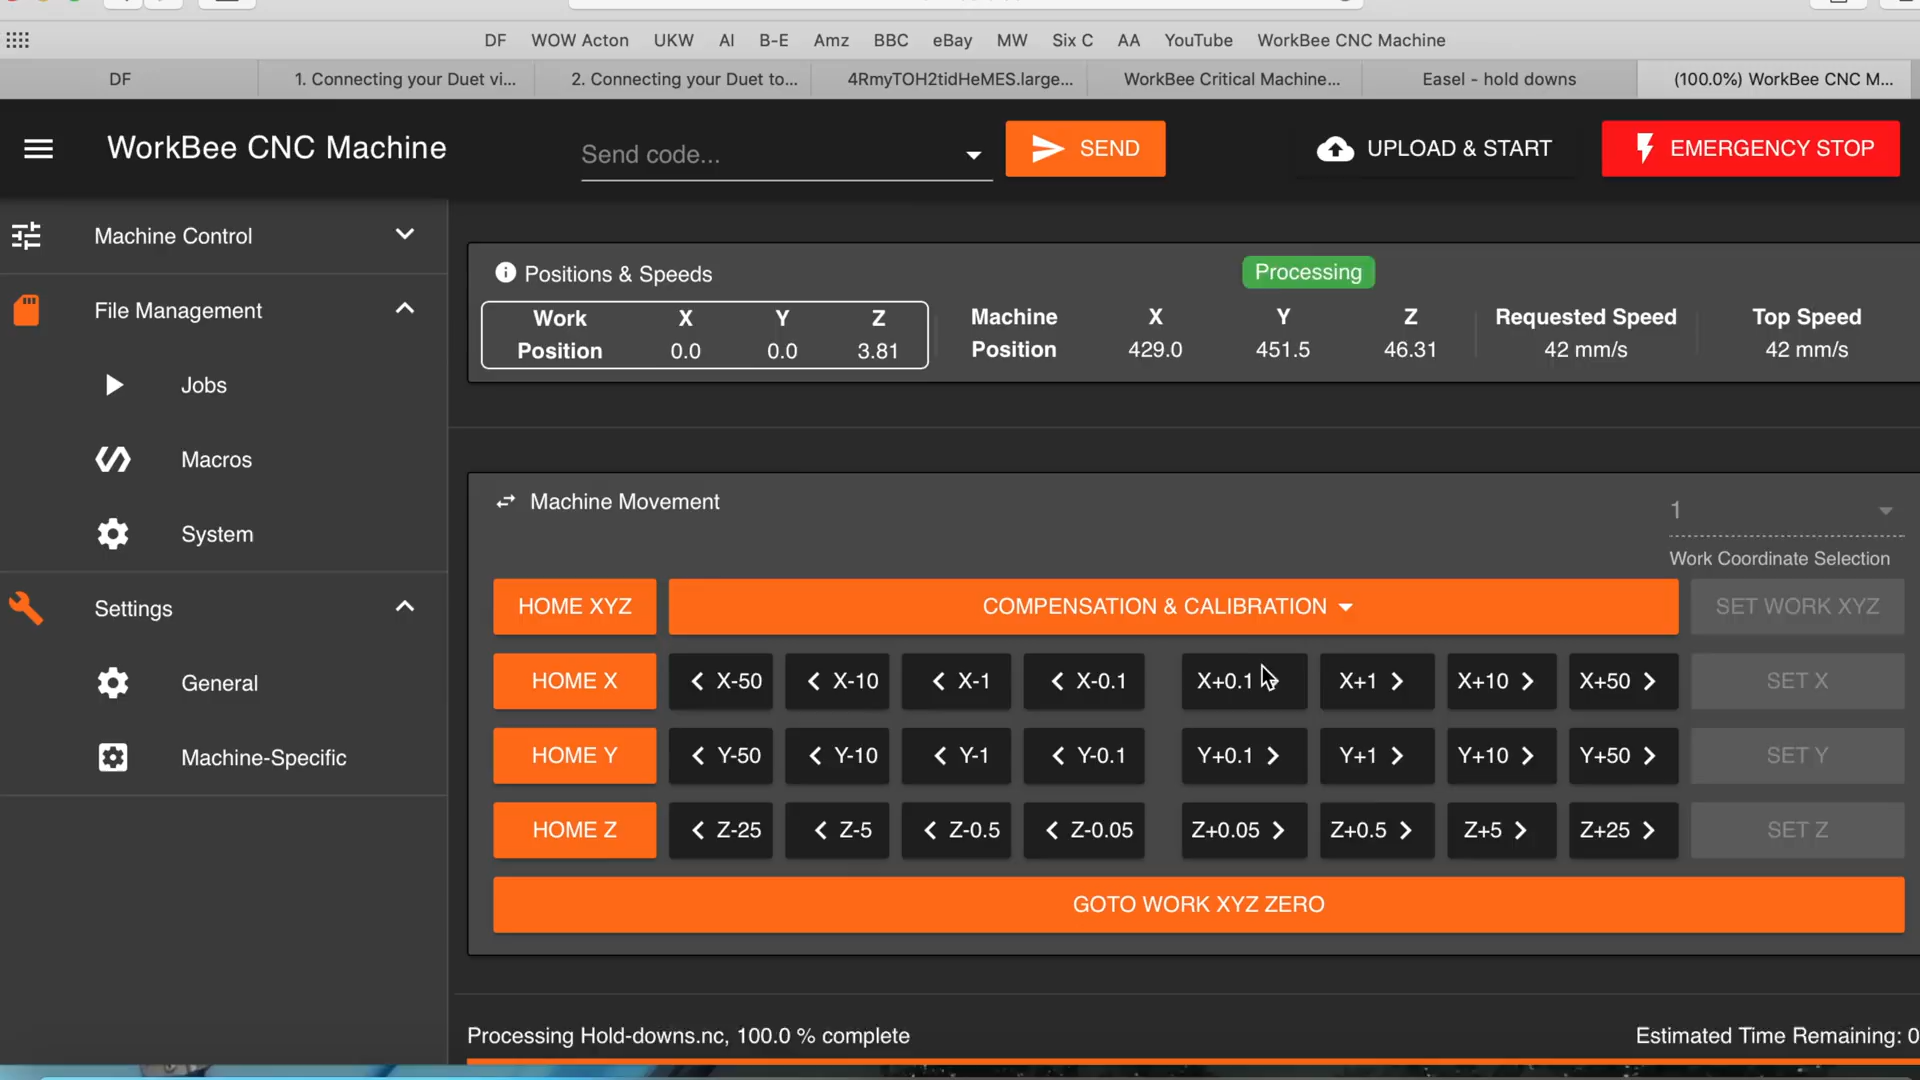 DF WOW Acton UKW AI B-E Amz BBC eBay MW Six C AA YouTube WorkBee CNC Machine
DF 1. Connecting your Duet vi... 2. Connecting your Duet to... 4RmyTOH2tidHeMES.large... WorkBee Critical Machine... Easel - hold downs (100.0%) WorkBee CNC M...
WorkBee CNC Machine Send code... SEND UPLOAD & START EMERGENCY STOP
Machine Control
File Management
Jobs
Macros
System
Settings
General
Machine-Specific
Positions & Speeds Processing
Work X Y Z Machine X Y Z Requested Speed Top Speed
Position 0.0 0.0 3.81 Position 429.0 451.5 46.31 42 mm/s 42 mm/s
Machine Movement 1
Work Coordinate Selection
HOME XYZ COMPENSATION & CALIBRATION SET WORK XYZ
HOME X X-50 X-10 X-1 X-0.1 X+0.1 X+1 X+10 X+50 SET X
HOME Y Y-50 Y-10 Y-1 Y-0.1 Y+0.1 Y+1 Y+10 Y+50 SET Y
HOME Z Z-25 Z-5 Z-0.5 Z-0.05 Z+0.05 Z+0.5 Z+5 Z+25 SET Z
GOTO WORK XYZ ZERO
Processing Hold-downs.nc, 100.0 % complete Estimated Time Remaining: 0